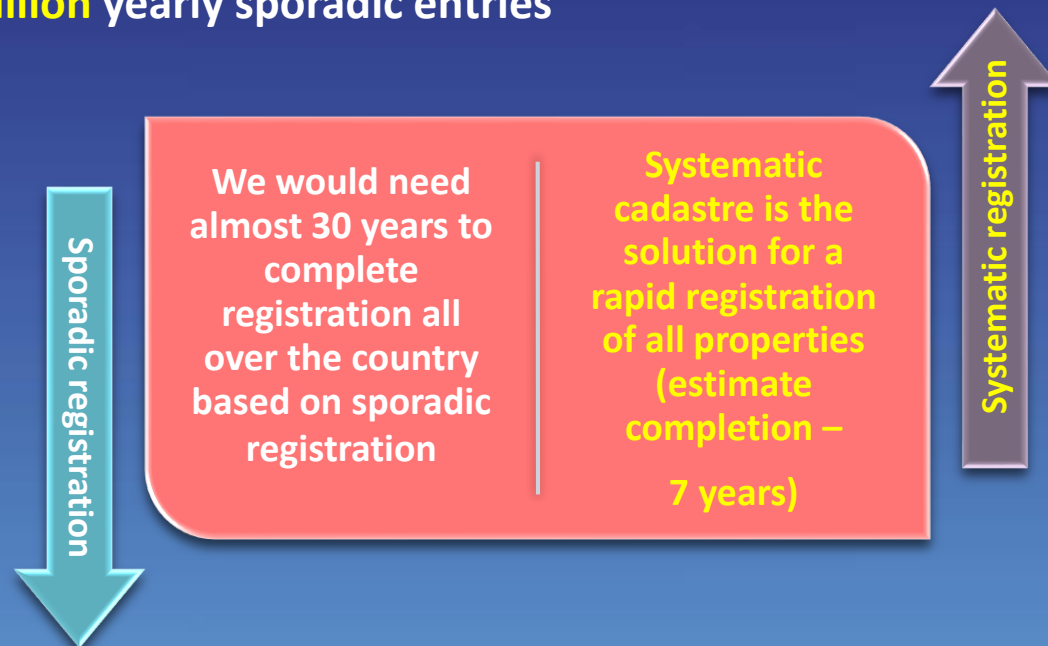 yearly sporadic entries
Sporadic registration
We would need
almost 30 years to
complete
registration all
over the country
based on sporadic
registration
Systematic
cadastre is the
solution for a
rapid registration
of all properties
(estimate
completion –
7 years)
Systematic registration